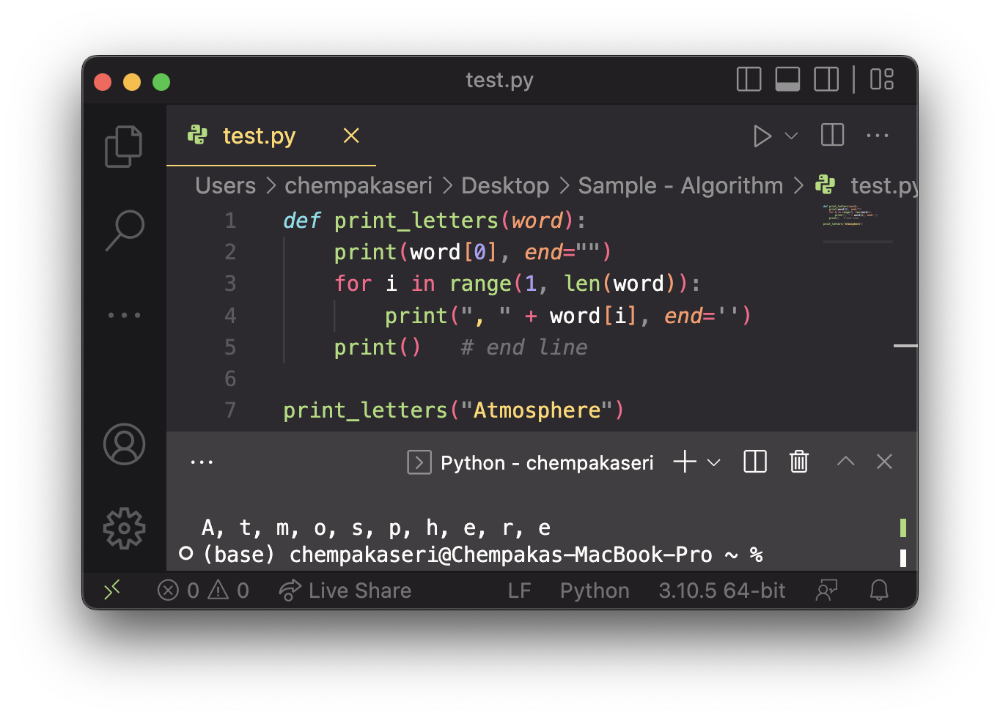 test.py
test.py
Users > chempakaseri > Desktop > Sample - Algorithm > test.py
1 def print_letters(word):
2     print(word[0], end="")
3     for i in range(1, len(word)):
4         print(", " + word[i], end='')
5     print()   # end line
6
7 print_letters("Atmosphere")
Python - chempakaseri
A, t, m, o, s, p, h, e, r, e
(base) chempakaseri@Chempakas-MacBook-Pro ~ %
0 0 Live Share LF Python 3.10.5 64-bit